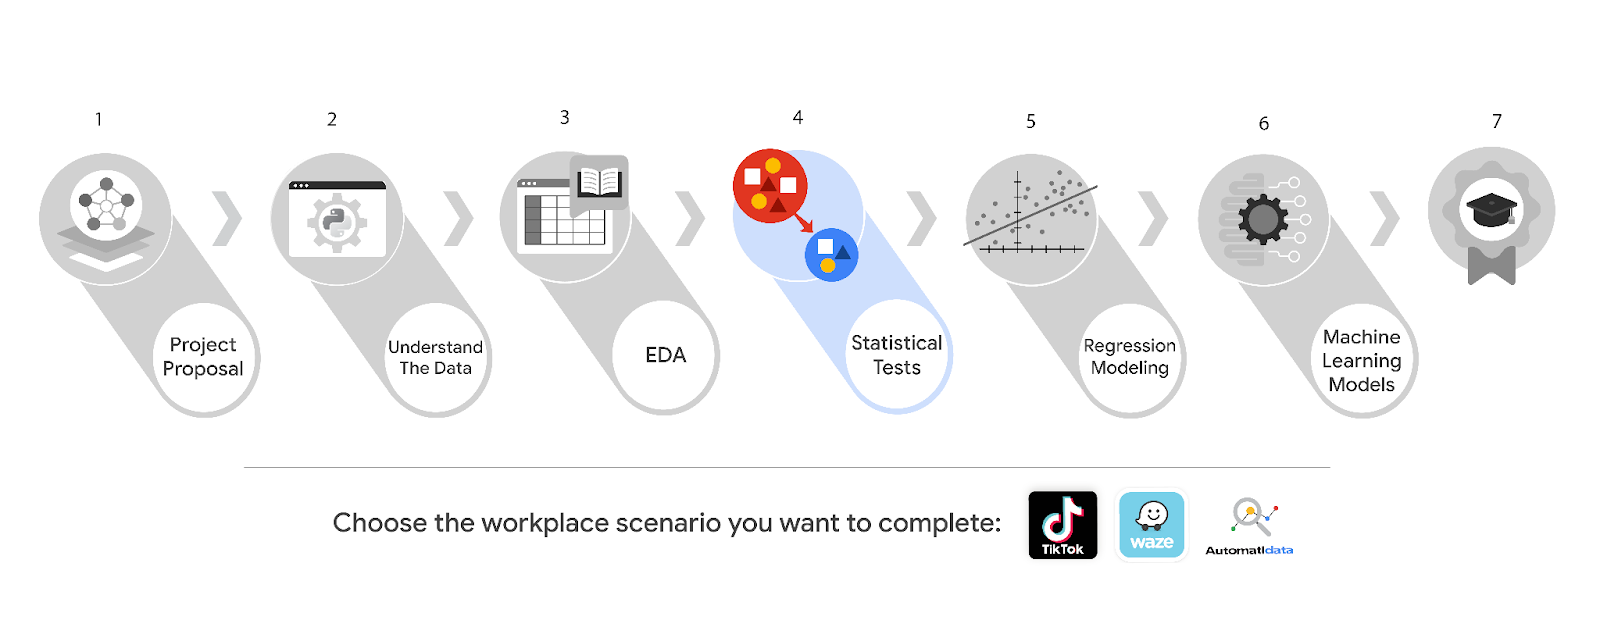 1
2
3
4
5
6
7
Project
Proposal
Understand
The Data
EDA
Statistical
Tests
Regression
Modeling
Machine
Learning
Models
Choose the workplace scenario you want to complete:
TikTok
waze
Automatidata